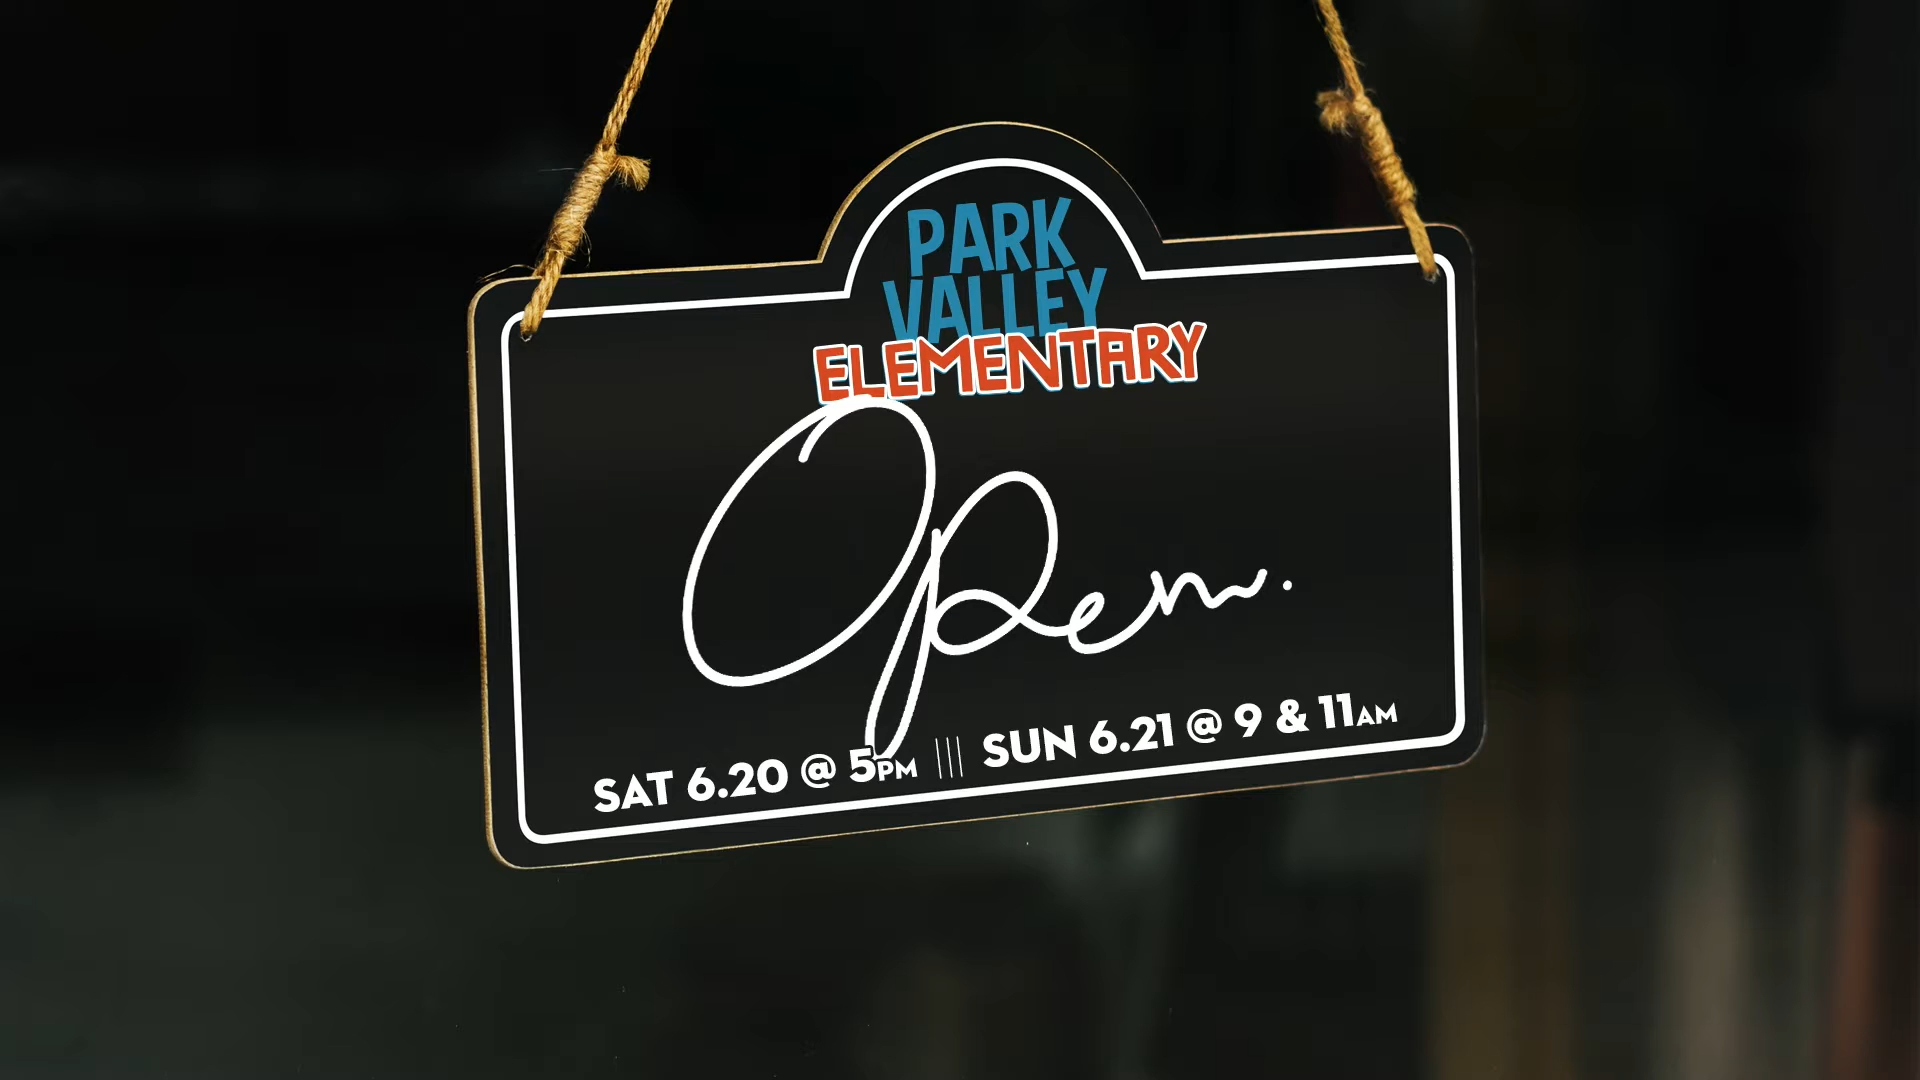 PARK
VALLEY
ELEMENTARY
Open.
SAT 6.20 @ 5PM ||| SUN 6.21 @ 9 & 11AM